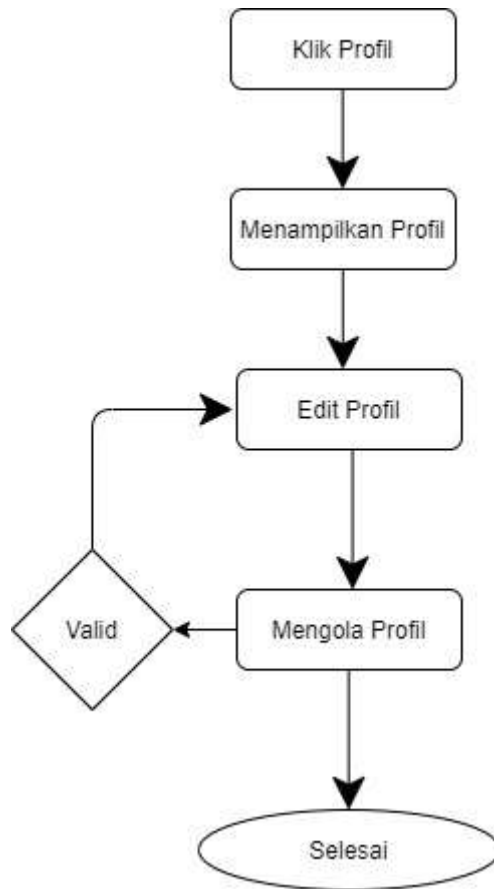 Klik Profil
Menampilkan Profil
Edit Profil
Valid
Mengola Profil
Selesai